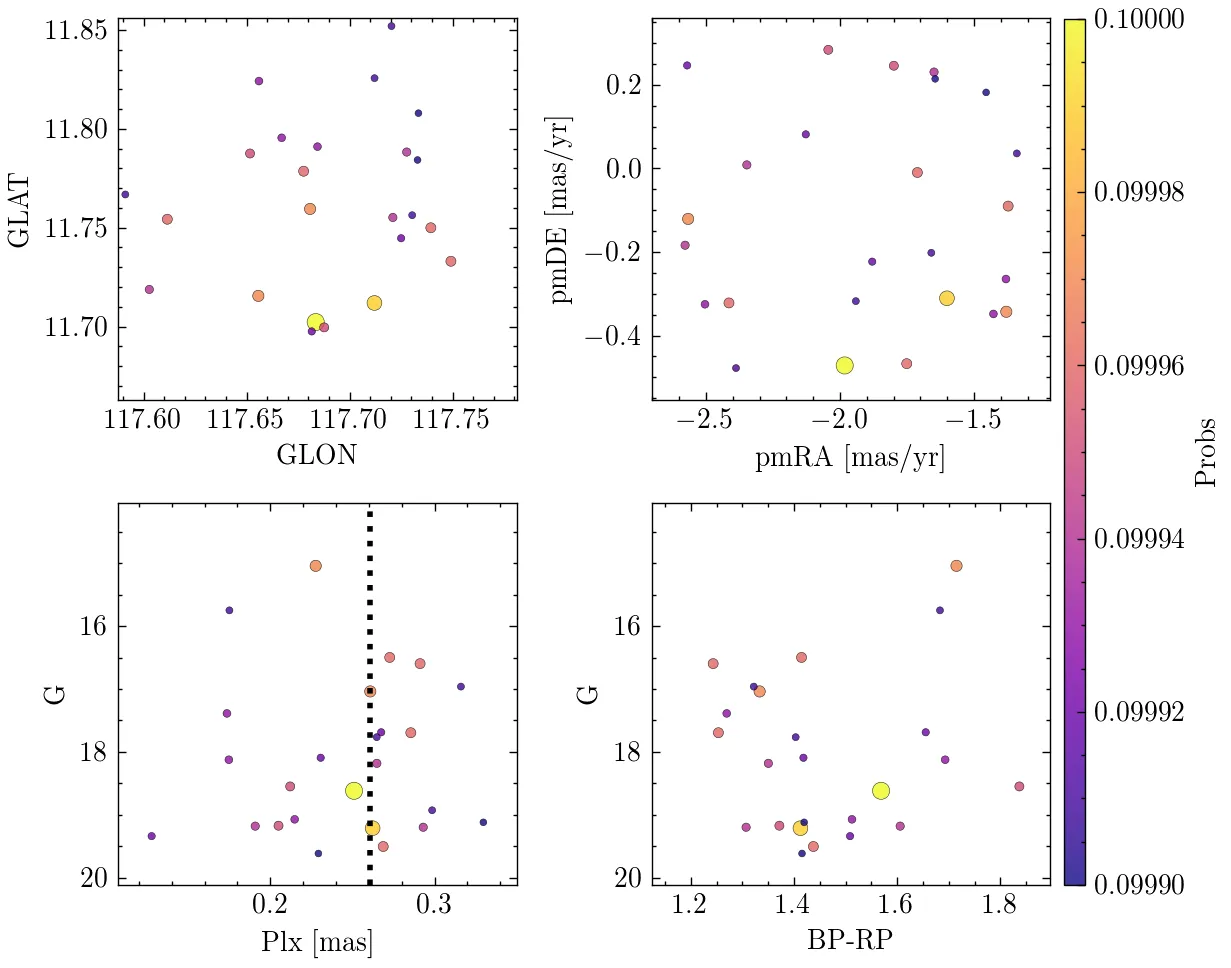 11.85
11.80
11.75
11.70
GLAT
117.60 117.65 117.70 117.75
GLON
0.2
0.0
−0.2
−0.4
pmDE [mas/yr]
−2.5 −2.0 −1.5
pmRA [mas/yr]
16
18
20
G
0.2 0.3
Plx [mas]
16
18
20
G
1.2 1.4 1.6 1.8
BP-RP
0.10000
0.09998
0.09996
0.09994
0.09992
0.09990
Probs